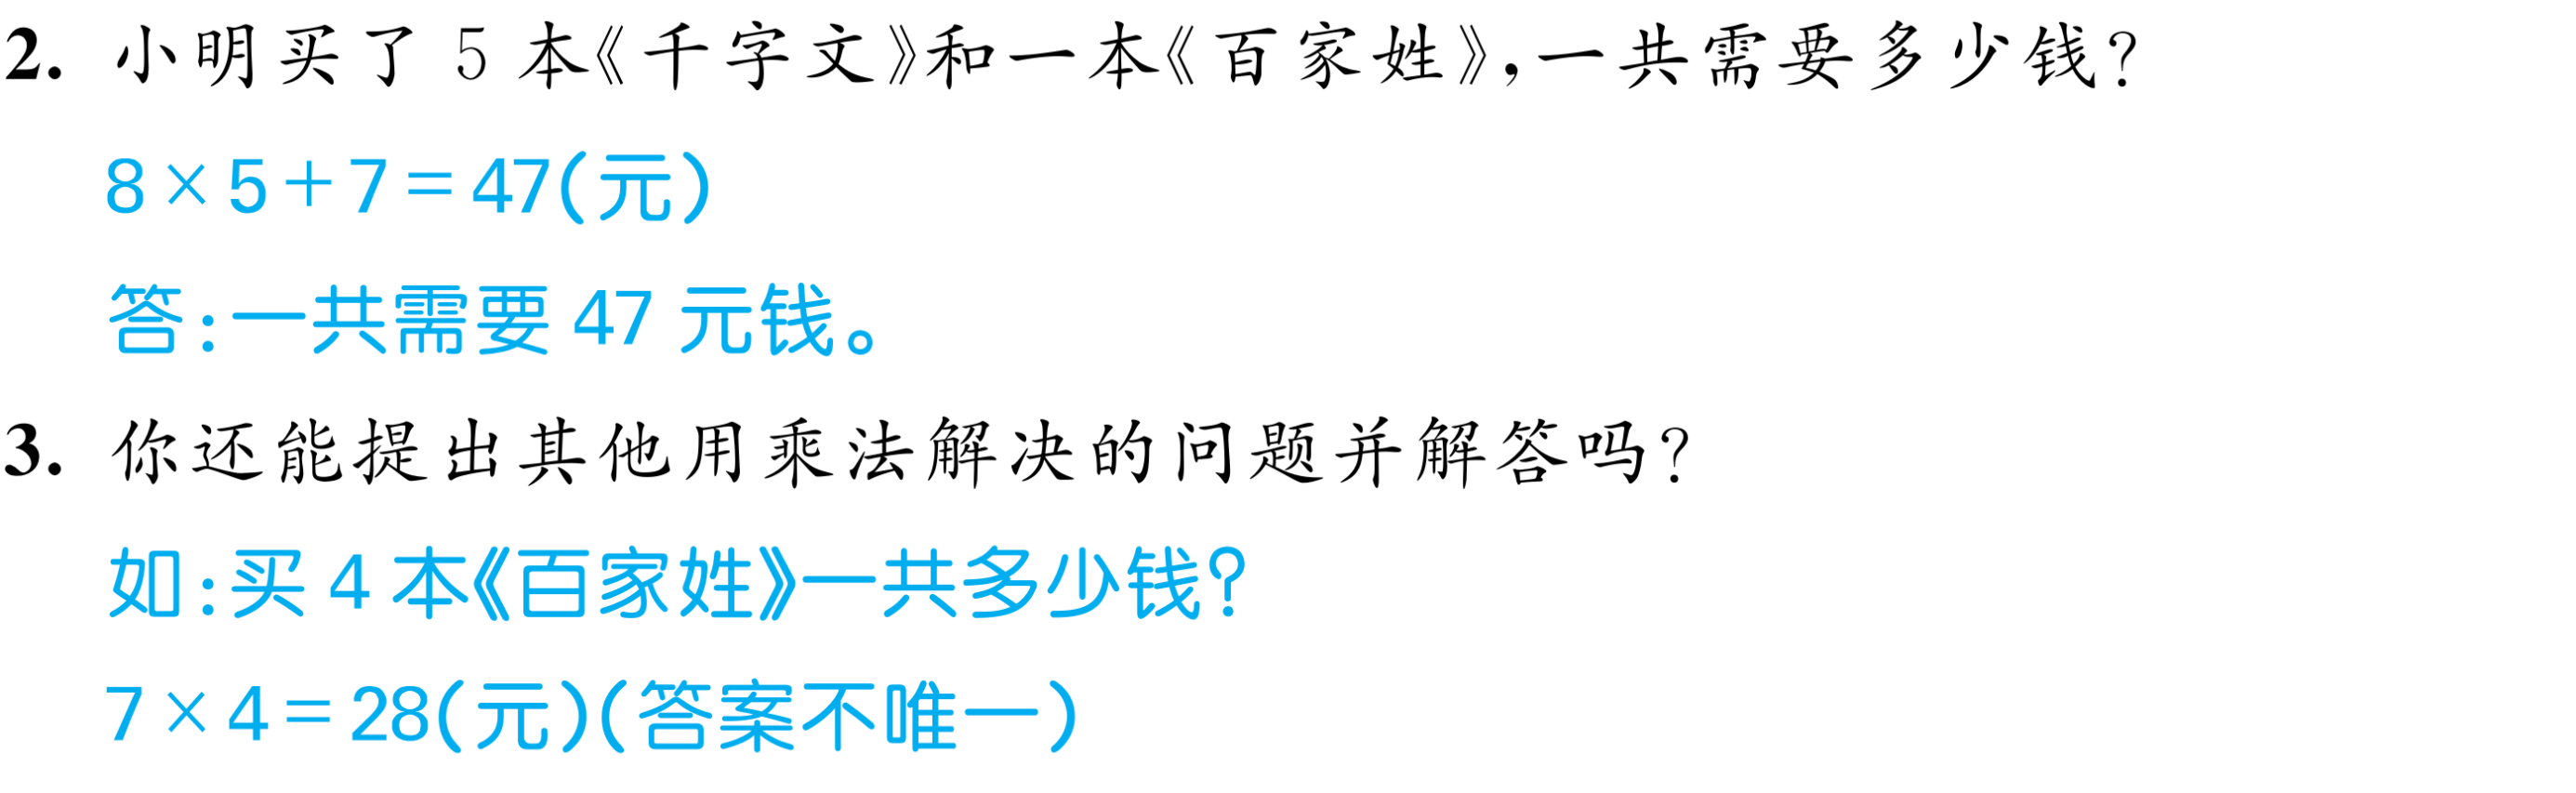 2. 小明买了 5 本《千字文》和一本《百家姓》，一共需要多少钱？
8×5+7=47(元)
答：一共需要 47 元钱。
3. 你还能提出其他用乘法解决的问题并解答吗？
如：买 4 本《百家姓》一共多少钱？
7×4=28(元)(答案不唯一)